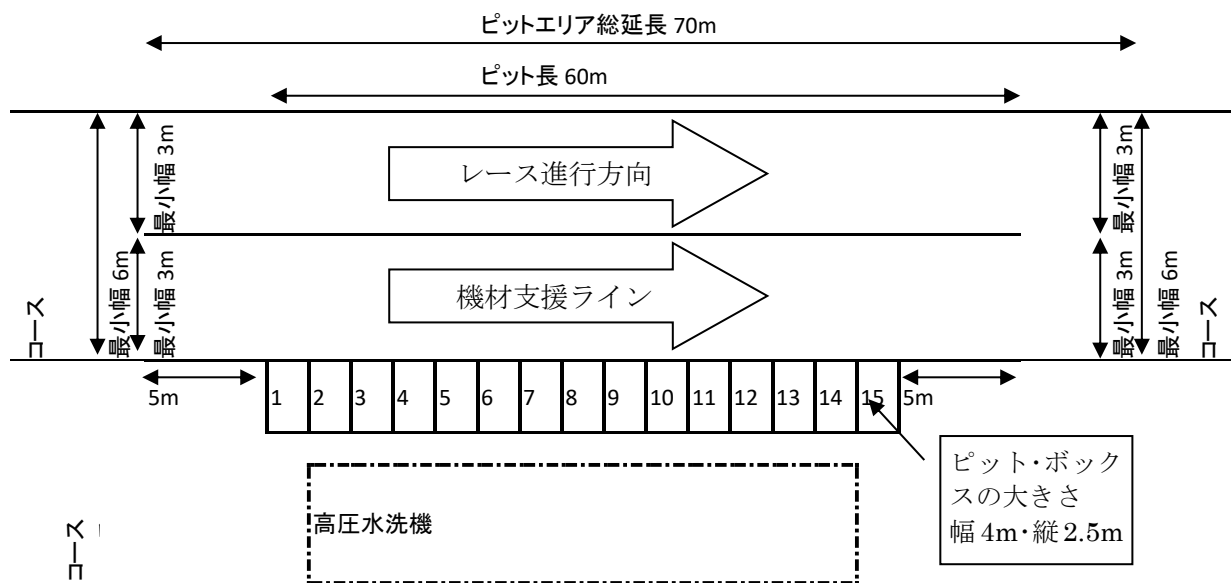 ピットエリア総延長 70m
ピット長 60m
レース進行方向
機材支援ライン
最小幅 6m
最小幅 3m
最小幅 3m
最小幅 3m
最小幅 3m
最小幅 6m
コース
コース
5m
1 2 3 4 5 6 7 8 9 10 11 12 13 14 15
5m
ピット・ボック
スの大きさ
幅 4m・縦 2.5m
高圧水洗機
コース